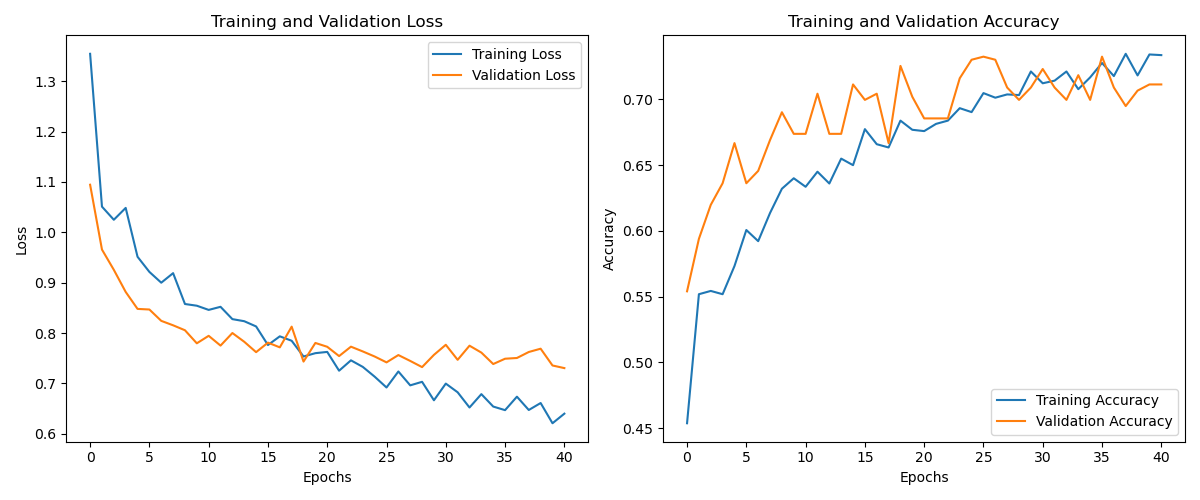 Training and Validation Loss
Training Loss
Validation Loss
1.3
1.2
1.1
1.0
0.9
0.8
0.7
0.6
Loss
0 5 10 15 20 25 30 35 40
Epochs
Training and Validation Accuracy
0.70
0.65
0.60
0.55
0.50
0.45
Accuracy
Training Accuracy
Validation Accuracy
0 5 10 15 20 25 30 35 40
Epochs